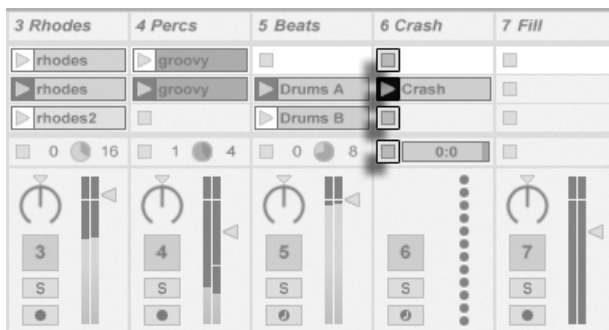 3 Rhodes 4 Percs 5 Beats 6 Crash 7 Fill
rhodes groovy
rhodes groovy Drums A Crash
rhodes2 Drums B
0 16 1 4 0 8 0:0
3 4 5 6 7
S S S S S